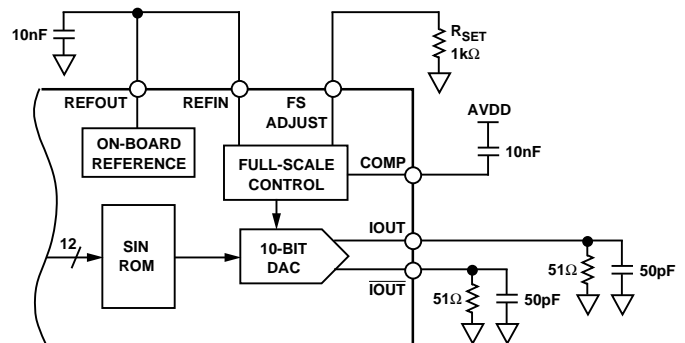 10nF
R_SET
1kΩ
REFOUT
REFIN
FS
ADJUST
AVDD
10nF
ON-BOARD
REFERENCE
FULL-SCALE
CONTROL
COMP
12
SIN
ROM
10-BIT
DAC
IOUT
IOUT
51Ω
50pF
51Ω
50pF